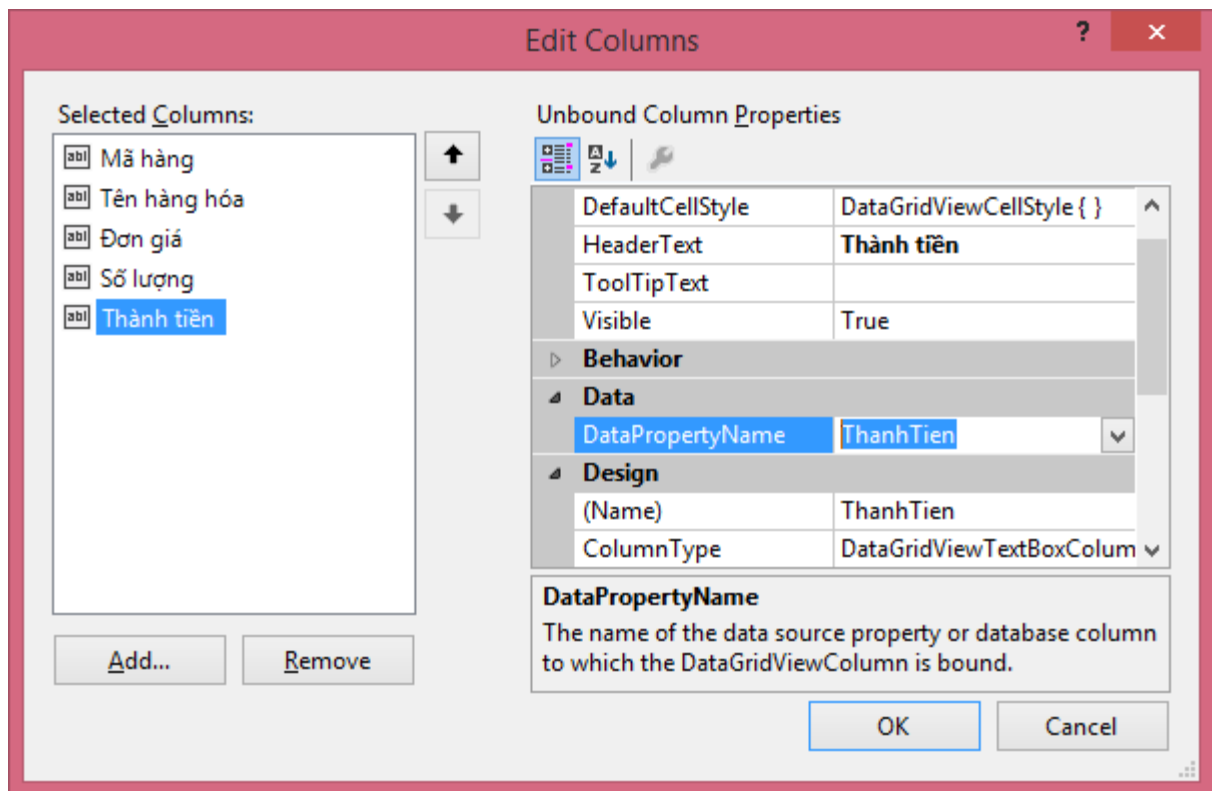 Edit Columns
?
Selected Columns:
Mã hàng
Tên hàng hóa
Đơn giá
Số lượng
Thành tiền
Add...
Remove
Unbound Column Properties
DefaultCellStyle DataGridViewCellStyle { }
HeaderText Thành tiền
ToolTipText
Visible True
Behavior
Data
DataPropertyName ThanhTien
Design
(Name) ThanhTien
ColumnType DataGridViewTextBoxColum
DataPropertyName
The name of the data source property or database column
to which the DataGridViewColumn is bound.
OK
Cancel